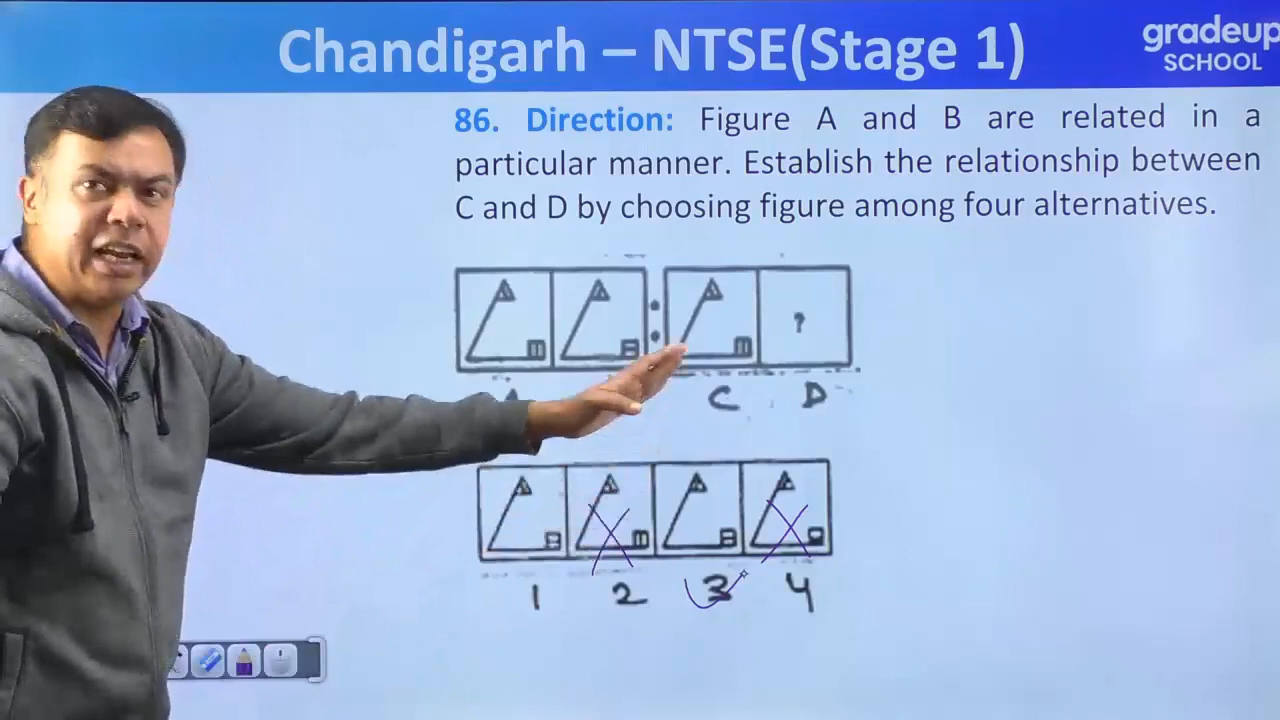 Chandigarh – NTSE(Stage 1)
gradeup
SCHOOL
86. Direction: Figure A and B are related in a
particular manner. Establish the relationship between
C and D by choosing figure among four alternatives.
?
C D
1 2 3 4